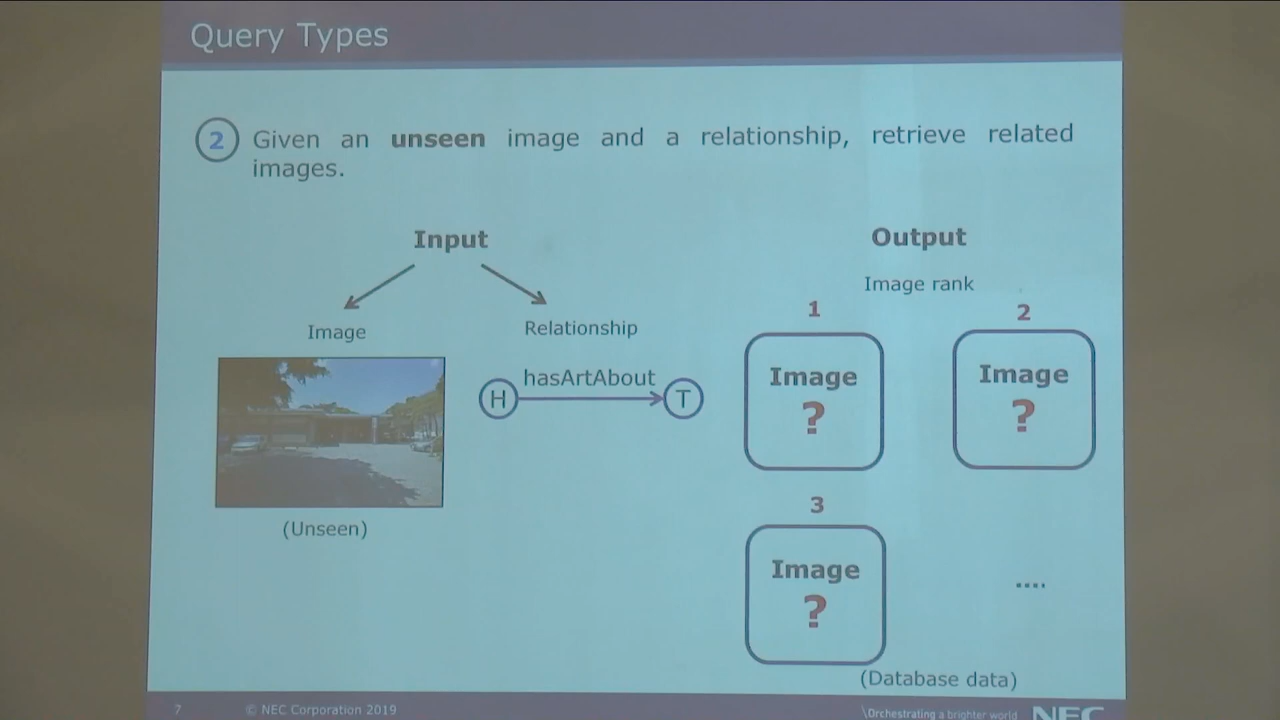 Query Types
2 Given an unseen image and a relationship, retrieve related
images.
Input
Output
Image rank
Image
Relationship
hasArtAbout
H
T
(Unseen)
1
Image
?
2
Image
?
3
Image
?
....
(Database data)
7
© NEC Corporation 2019
\Orchestrating a brighter world
NEC